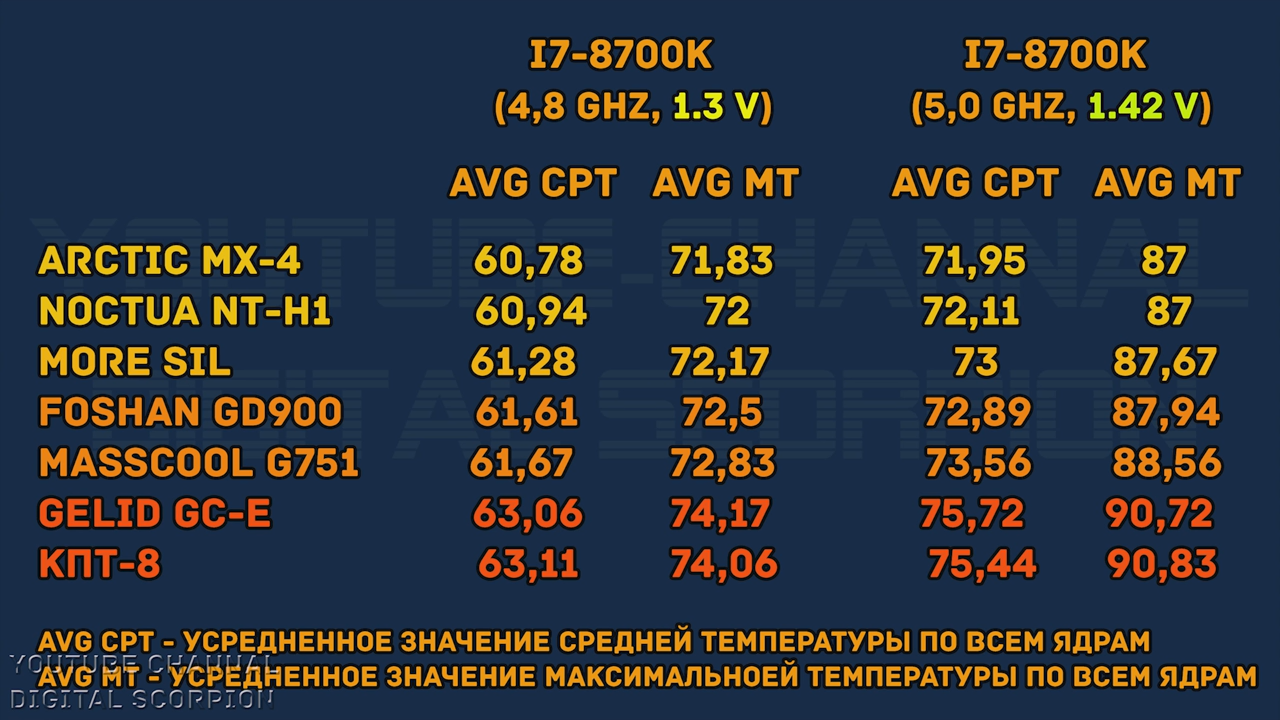 I7-8700K I7-8700K
(4,8 GHZ, 1.3 V) (5,0 GHZ, 1.42 V)
AVG CPT AVG MT AVG CPT AVG MT
YOUTUBE-CHANNAL
ARCTIC MX-4 60,78 71,83 71,95 87
NOCTUA NT-H1 60,94 72 72,11 87
MORE SIL 61,28 72,17 73 87,67
DIGITAL SCORPION
FOSHAN GD900 61,61 72,5 72,89 87,94
MASSCOOL G751 61,67 72,83 73,56 88,56
GELID GC-E 63,06 74,17 75,72 90,72
КПТ-8 63,11 74,06 75,44 90,83
AVG CPT - УСРЕДНЕННОЕ ЗНАЧЕНИЕ СРЕДНЕЙ ТЕМПЕРАТУРЫ ПО ВСЕМ ЯДРАМ
YOUTUBE CHANNAL
AVG MT - УСРЕДНЕННОЕ ЗНАЧЕНИЕ МАКСИМАЛЬНОЕЙ ТЕМПЕРАТУРЫ ПО ВСЕМ ЯДРАМ
DIGITAL SCORPION